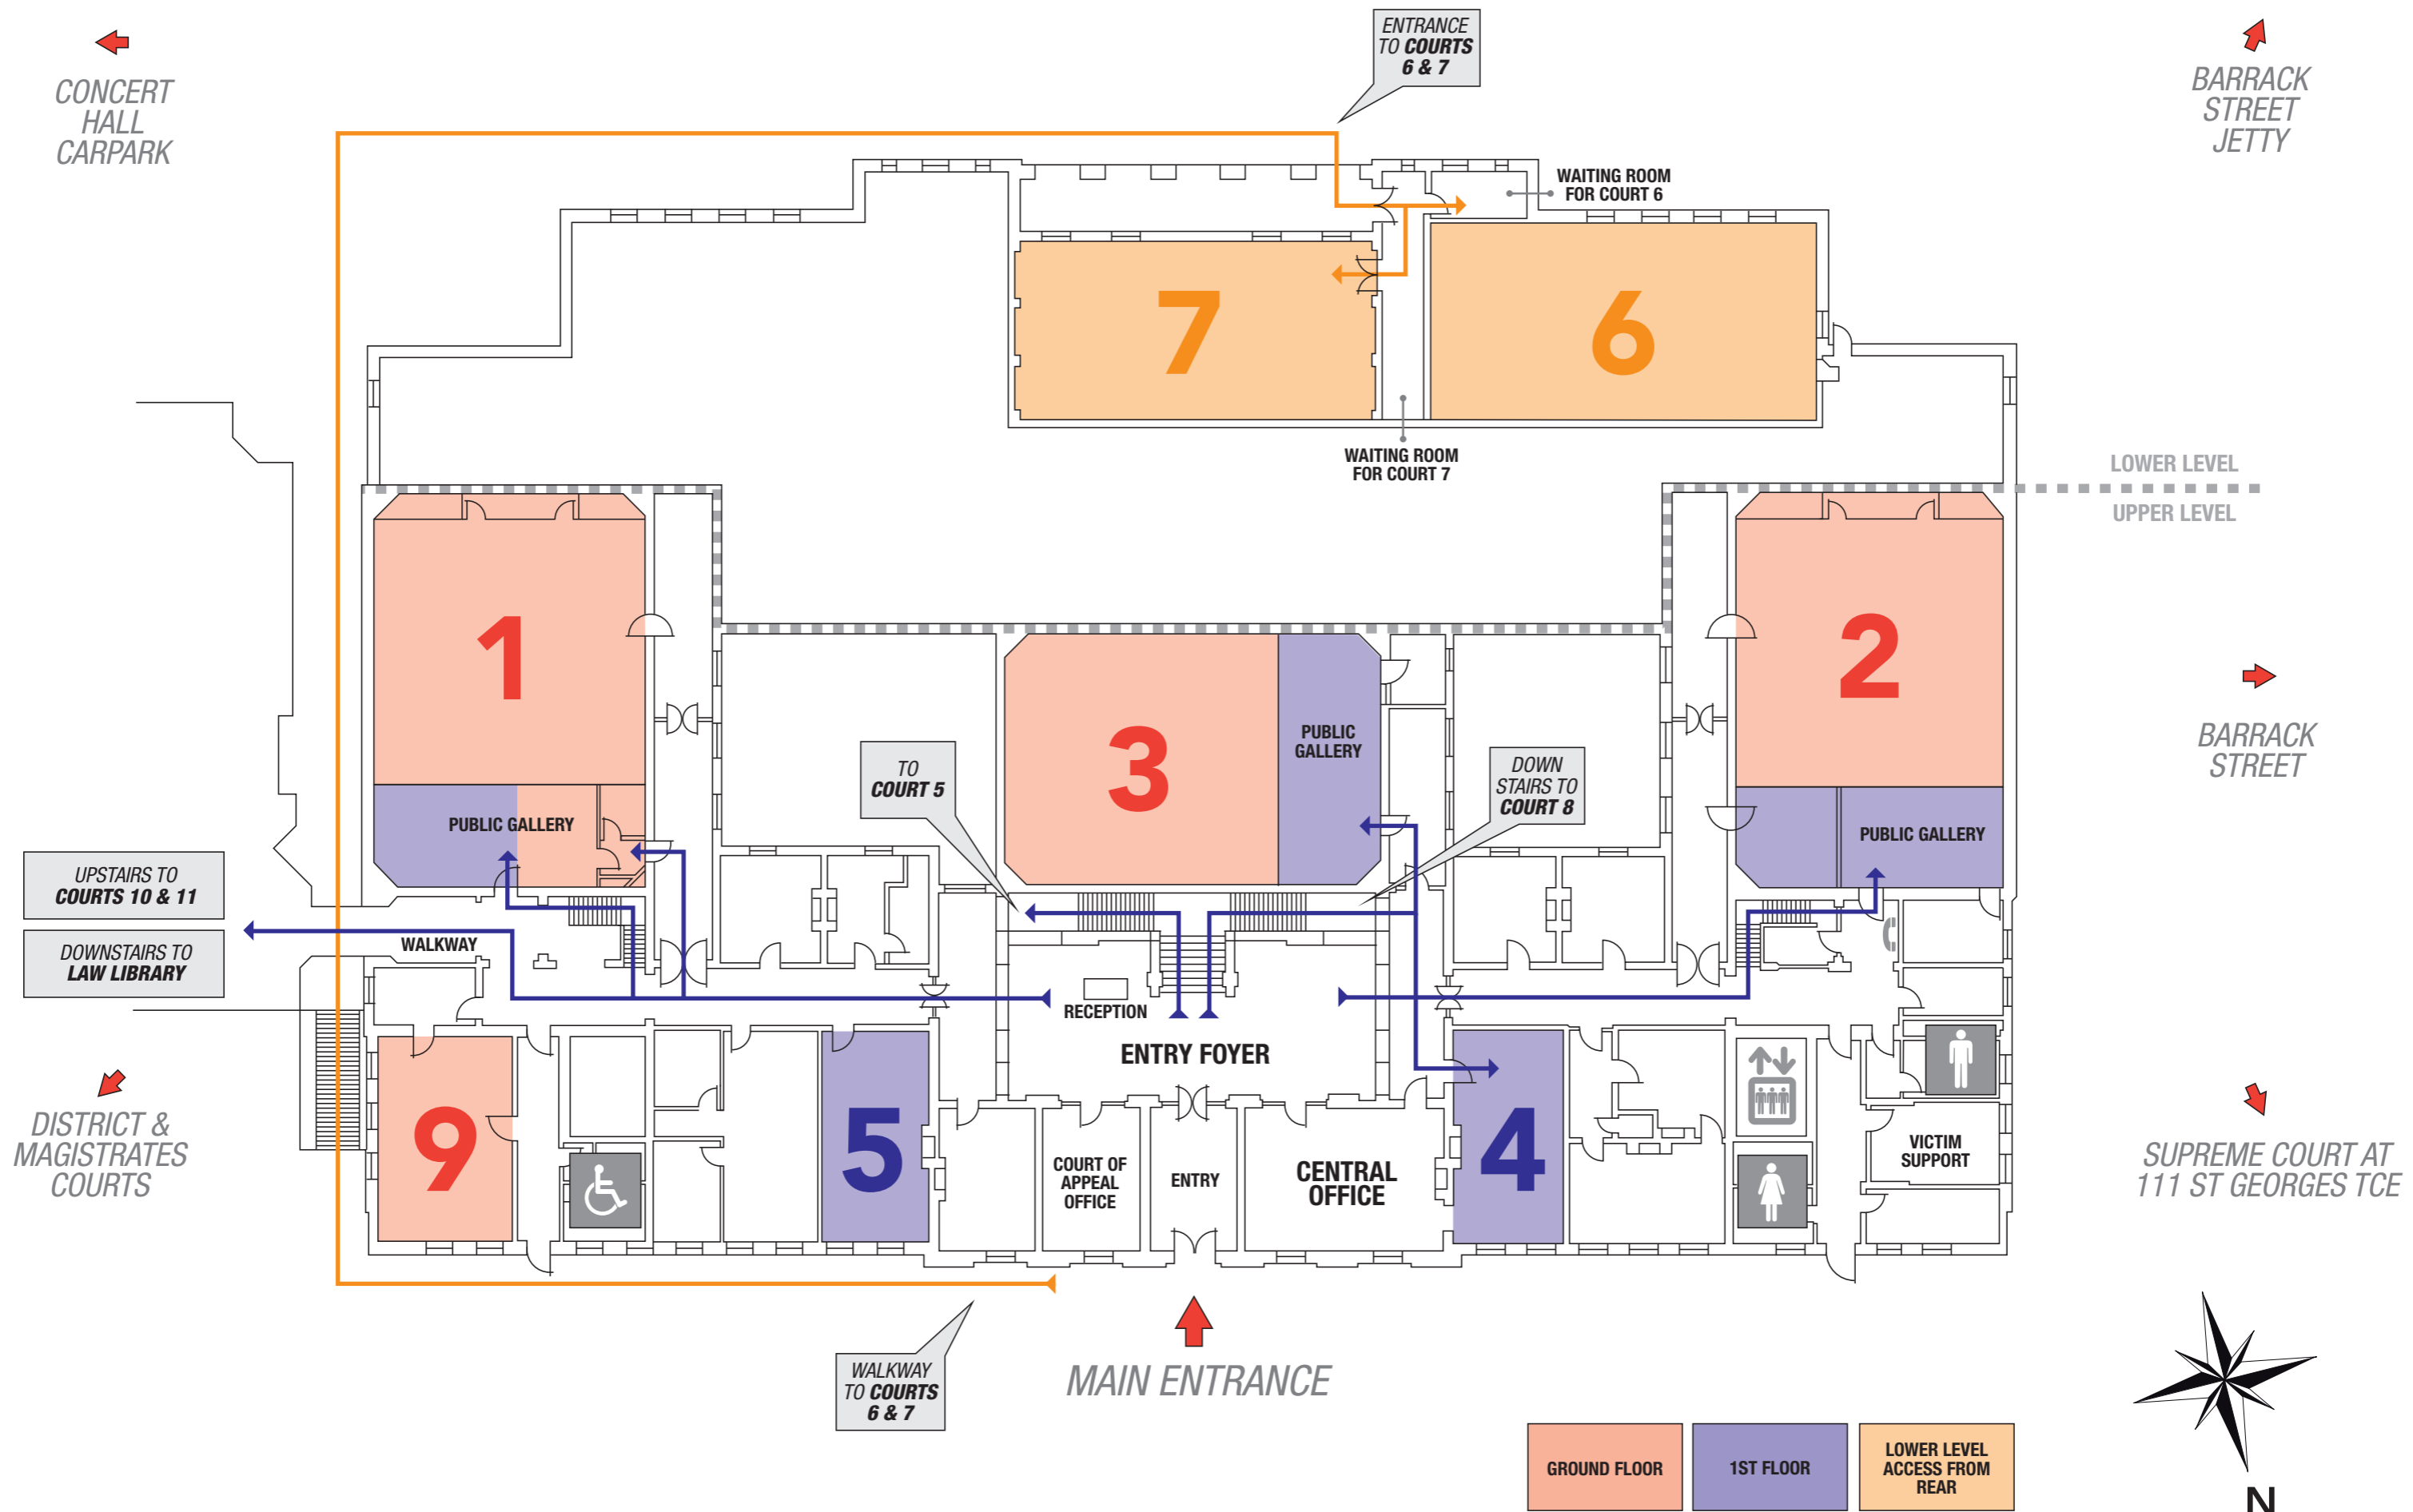 ENTRANCE
TO COURTS
6 & 7
CONCERT
HALL
CARPARK
BARRACK
STREET
JETTY
WAITING ROOM
FOR COURT 6
7
6
WAITING ROOM
FOR COURT 7
LOWER LEVEL
UPPER LEVEL
1
2
3
PUBLIC
GALLERY
TO
COURT 5
DOWN
STAIRS TO
COURT 8
BARRACK
STREET
PUBLIC GALLERY
PUBLIC GALLERY
UPSTAIRS TO
COURTS 10 & 11
DOWNSTAIRS TO
LAW LIBRARY
WALKWAY
RECEPTION
ENTRY FOYER
DISTRICT &
MAGISTRATES
COURTS
9
5
COURT OF
APPEAL
OFFICE
ENTRY
CENTRAL
OFFICE
4
VICTIM
SUPPORT
SUPREME COURT AT
111 ST GEORGES TCE
WALKWAY
TO COURTS
6 & 7
MAIN ENTRANCE
GROUND FLOOR
1ST FLOOR
LOWER LEVEL
ACCESS FROM
REAR
N